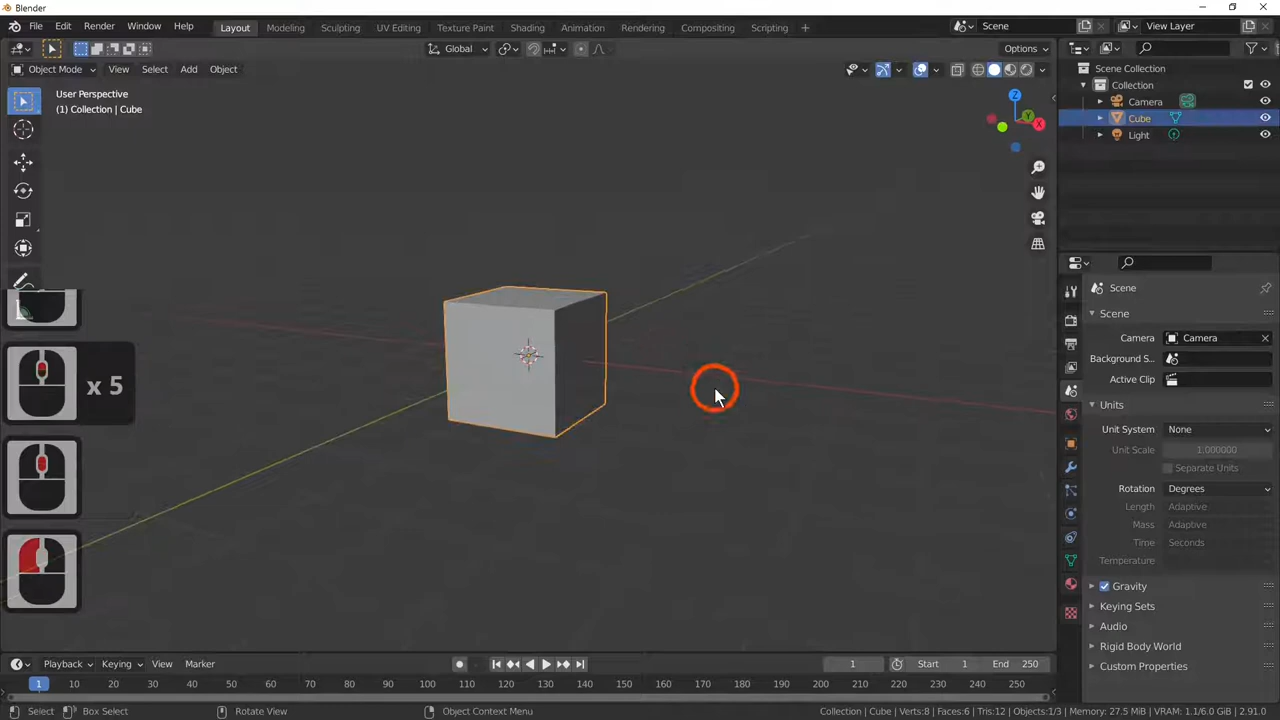 Blender
File Edit Render Window Help Layout Modeling Sculpting UV Editing Texture Paint Shading Animation Rendering Compositing Scripting + Scene View Layer
Global Options
Object Mode View Select Add Object
User Perspective
(1) Collection | Cube
Z
Y
X
Scene Collection
Collection
Camera
Cube
Light
x 5
Scene
Scene
Camera Camera
Background S...
Active Clip
Units
Unit System None
Unit Scale 1.000000
Separate Units
Rotation Degrees
Length Adaptive
Mass Adaptive
Time Seconds
Temperature
Gravity
Keying Sets
Audio
Rigid Body World
Custom Properties
Playback Keying View Marker 1 Start 1 End 250
1 10 20 30 40 50 60 70 80 90 100 110 120 130 140 150 160 170 180 190 200 210 220 230 240 250
Select Box Select Rotate View Object Context Menu Collection | Cube | Verts:8 | Faces:6 | Tris:12 | Objects:1/3 | Memory: 27.5 MiB | VRAM: 1.1/6.0 GiB | 2.91.0